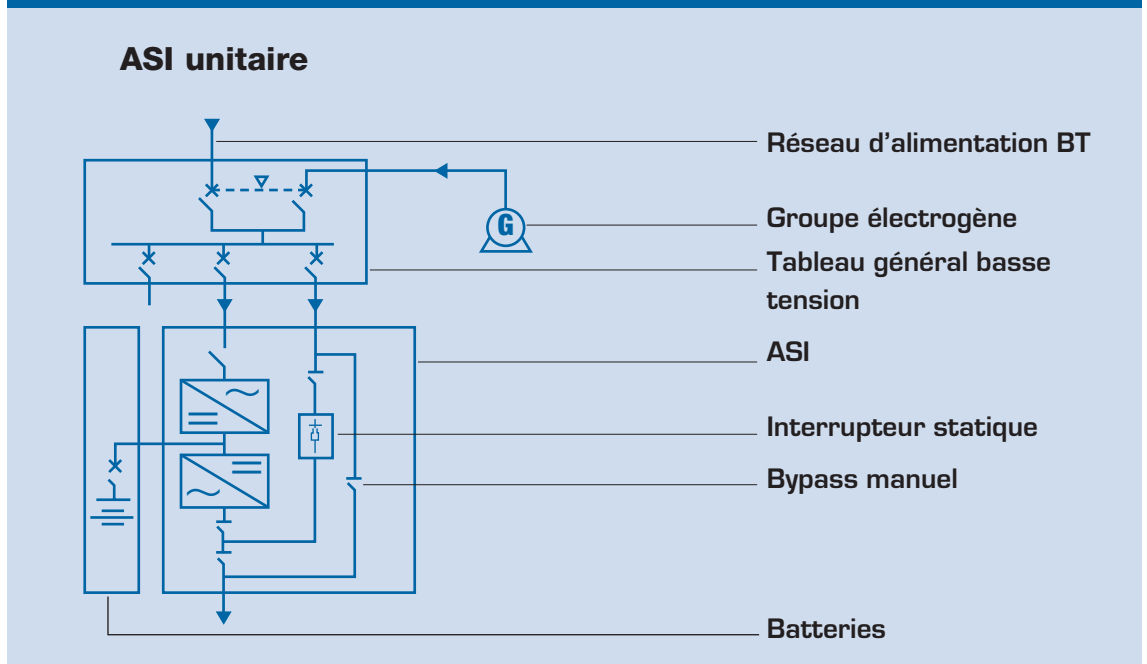 ASI unitaire
Réseau d'alimentation BT
G
Groupe électrogène
Tableau général basse
tension
ASI
Interrupteur statique
Bypass manuel
Batteries